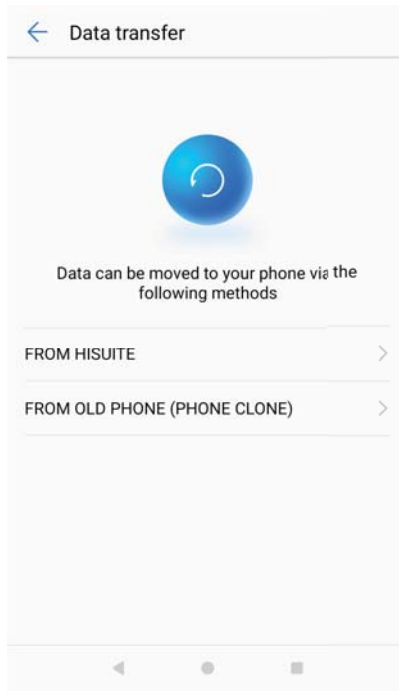 Data transfer
Data can be moved to your phone via the
following methods
FROM HISUITE
FROM OLD PHONE (PHONE CLONE)